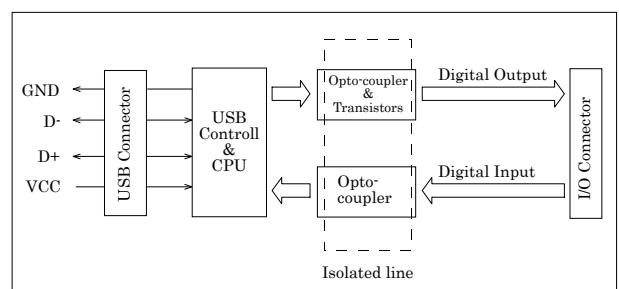 GND
D-
D+
VCC
USB Connector
USB
Controll
&
CPU
Opto-coupler
&
Transistors
Opto-
coupler
Digital Output
Digital Input
I/O Connector
Isolated line